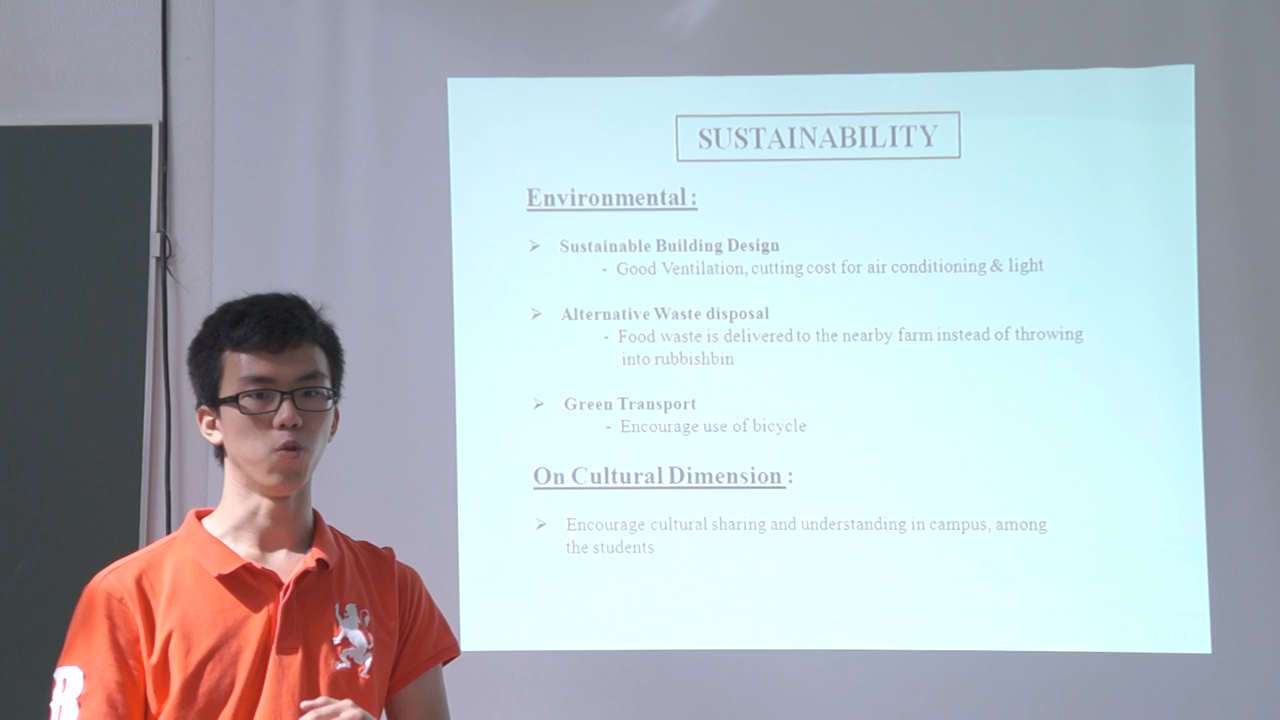 SUSTAINABILITY
Environmental :
Sustainable Building Design
- Good Ventilation, cutting cost for air conditioning & light
Alternative Waste disposal
- Food waste is delivered to the nearby farm instead of throwing
into rubbishbin
Green Transport
- Encourage use of bicycle
On Cultural Dimension :
Encourage cultural sharing and understanding in campus, among
the students